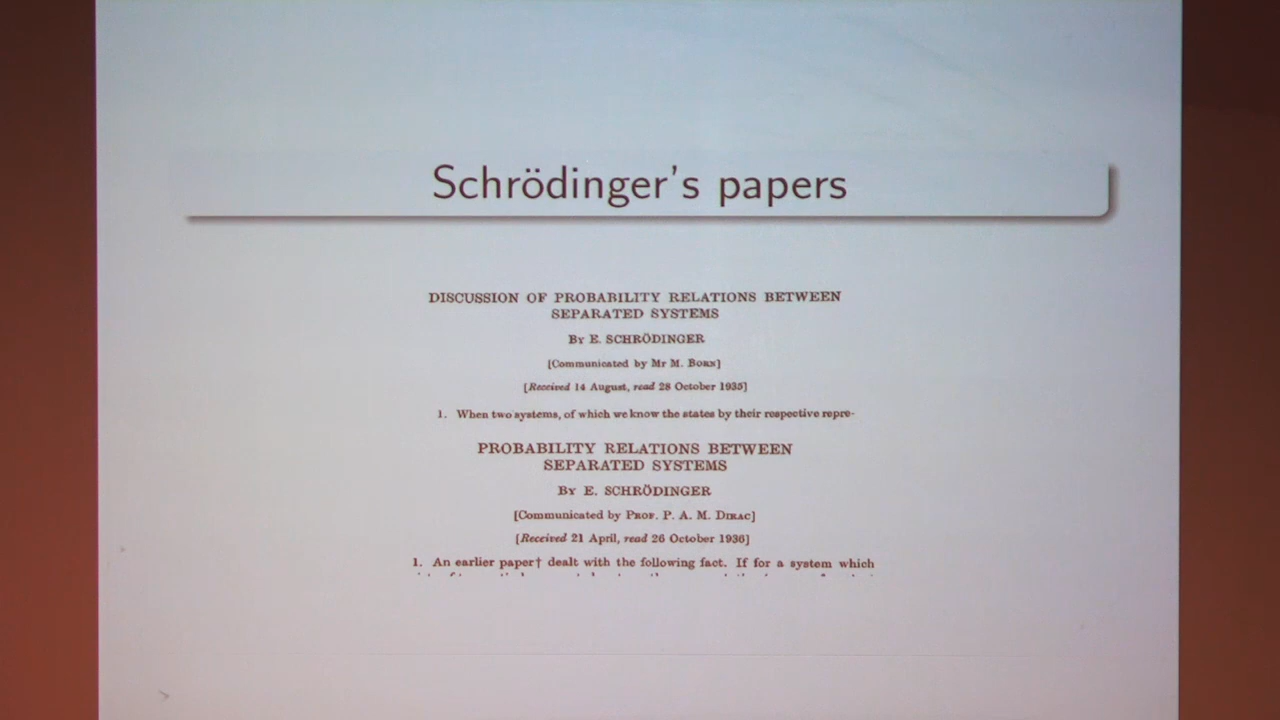 Schrödinger's papers
DISCUSSION OF PROBABILITY RELATIONS BETWEEN
SEPARATED SYSTEMS
By E. SCHRÖDINGER
[Communicated by Mr M. Born]
[Received 14 August, read 28 October 1935]
1. When two systems, of which we know the states by their respective repre-
PROBABILITY RELATIONS BETWEEN
SEPARATED SYSTEMS
By E. SCHRÖDINGER
[Communicated by Prof. P. A. M. Dirac]
[Received 21 April, read 26 October 1936]
1. An earlier paper† dealt with the following fact. If for a system which